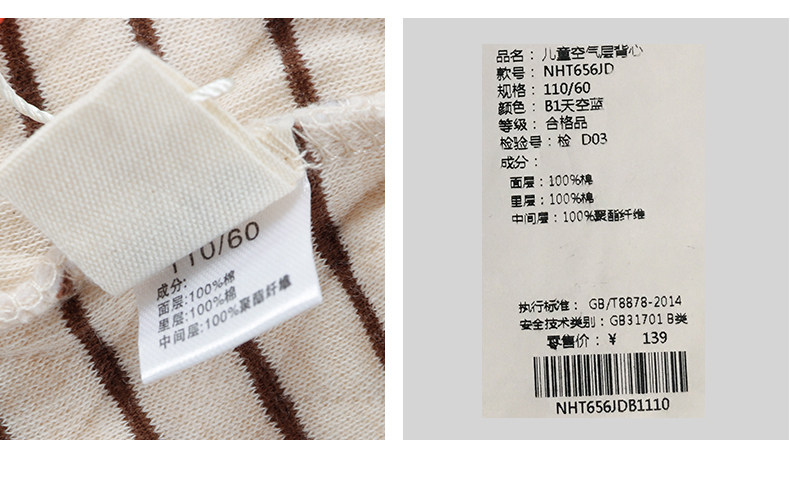 110/60
成分:
面层:100%棉
里层:100%棉
中间层:100%聚酯纤维
品名：儿童空气层背心
款号：NHT656JD
规格：110/60
颜色：B1天空蓝
等级：合格品
检验号：检 D03
成分：
面层：100%棉
里层：100%棉
中间层：100%聚酯纤维
执行标准： GB/T8878-2014
安全技术类别：GB31701 B类
零售价：¥ 139
NHT656JDB1110